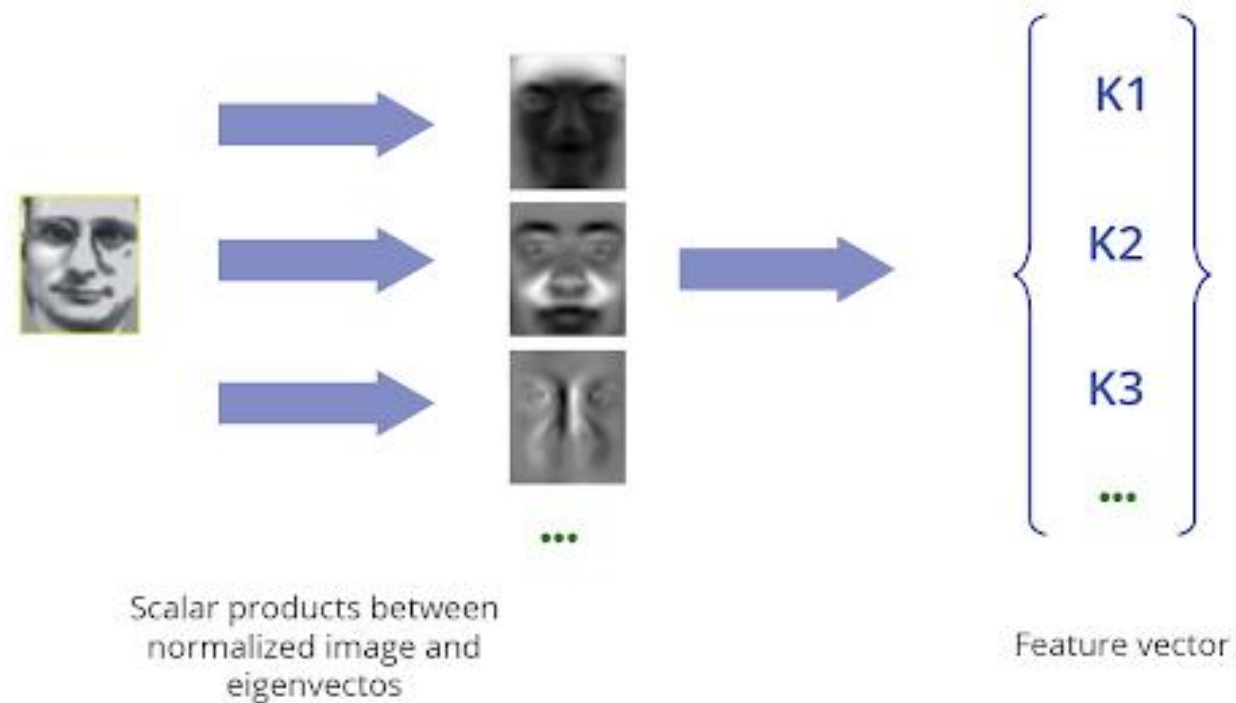 K1
K2
K3
...
...
Scalar products between
normalized image and
eigenvectos
Feature vector